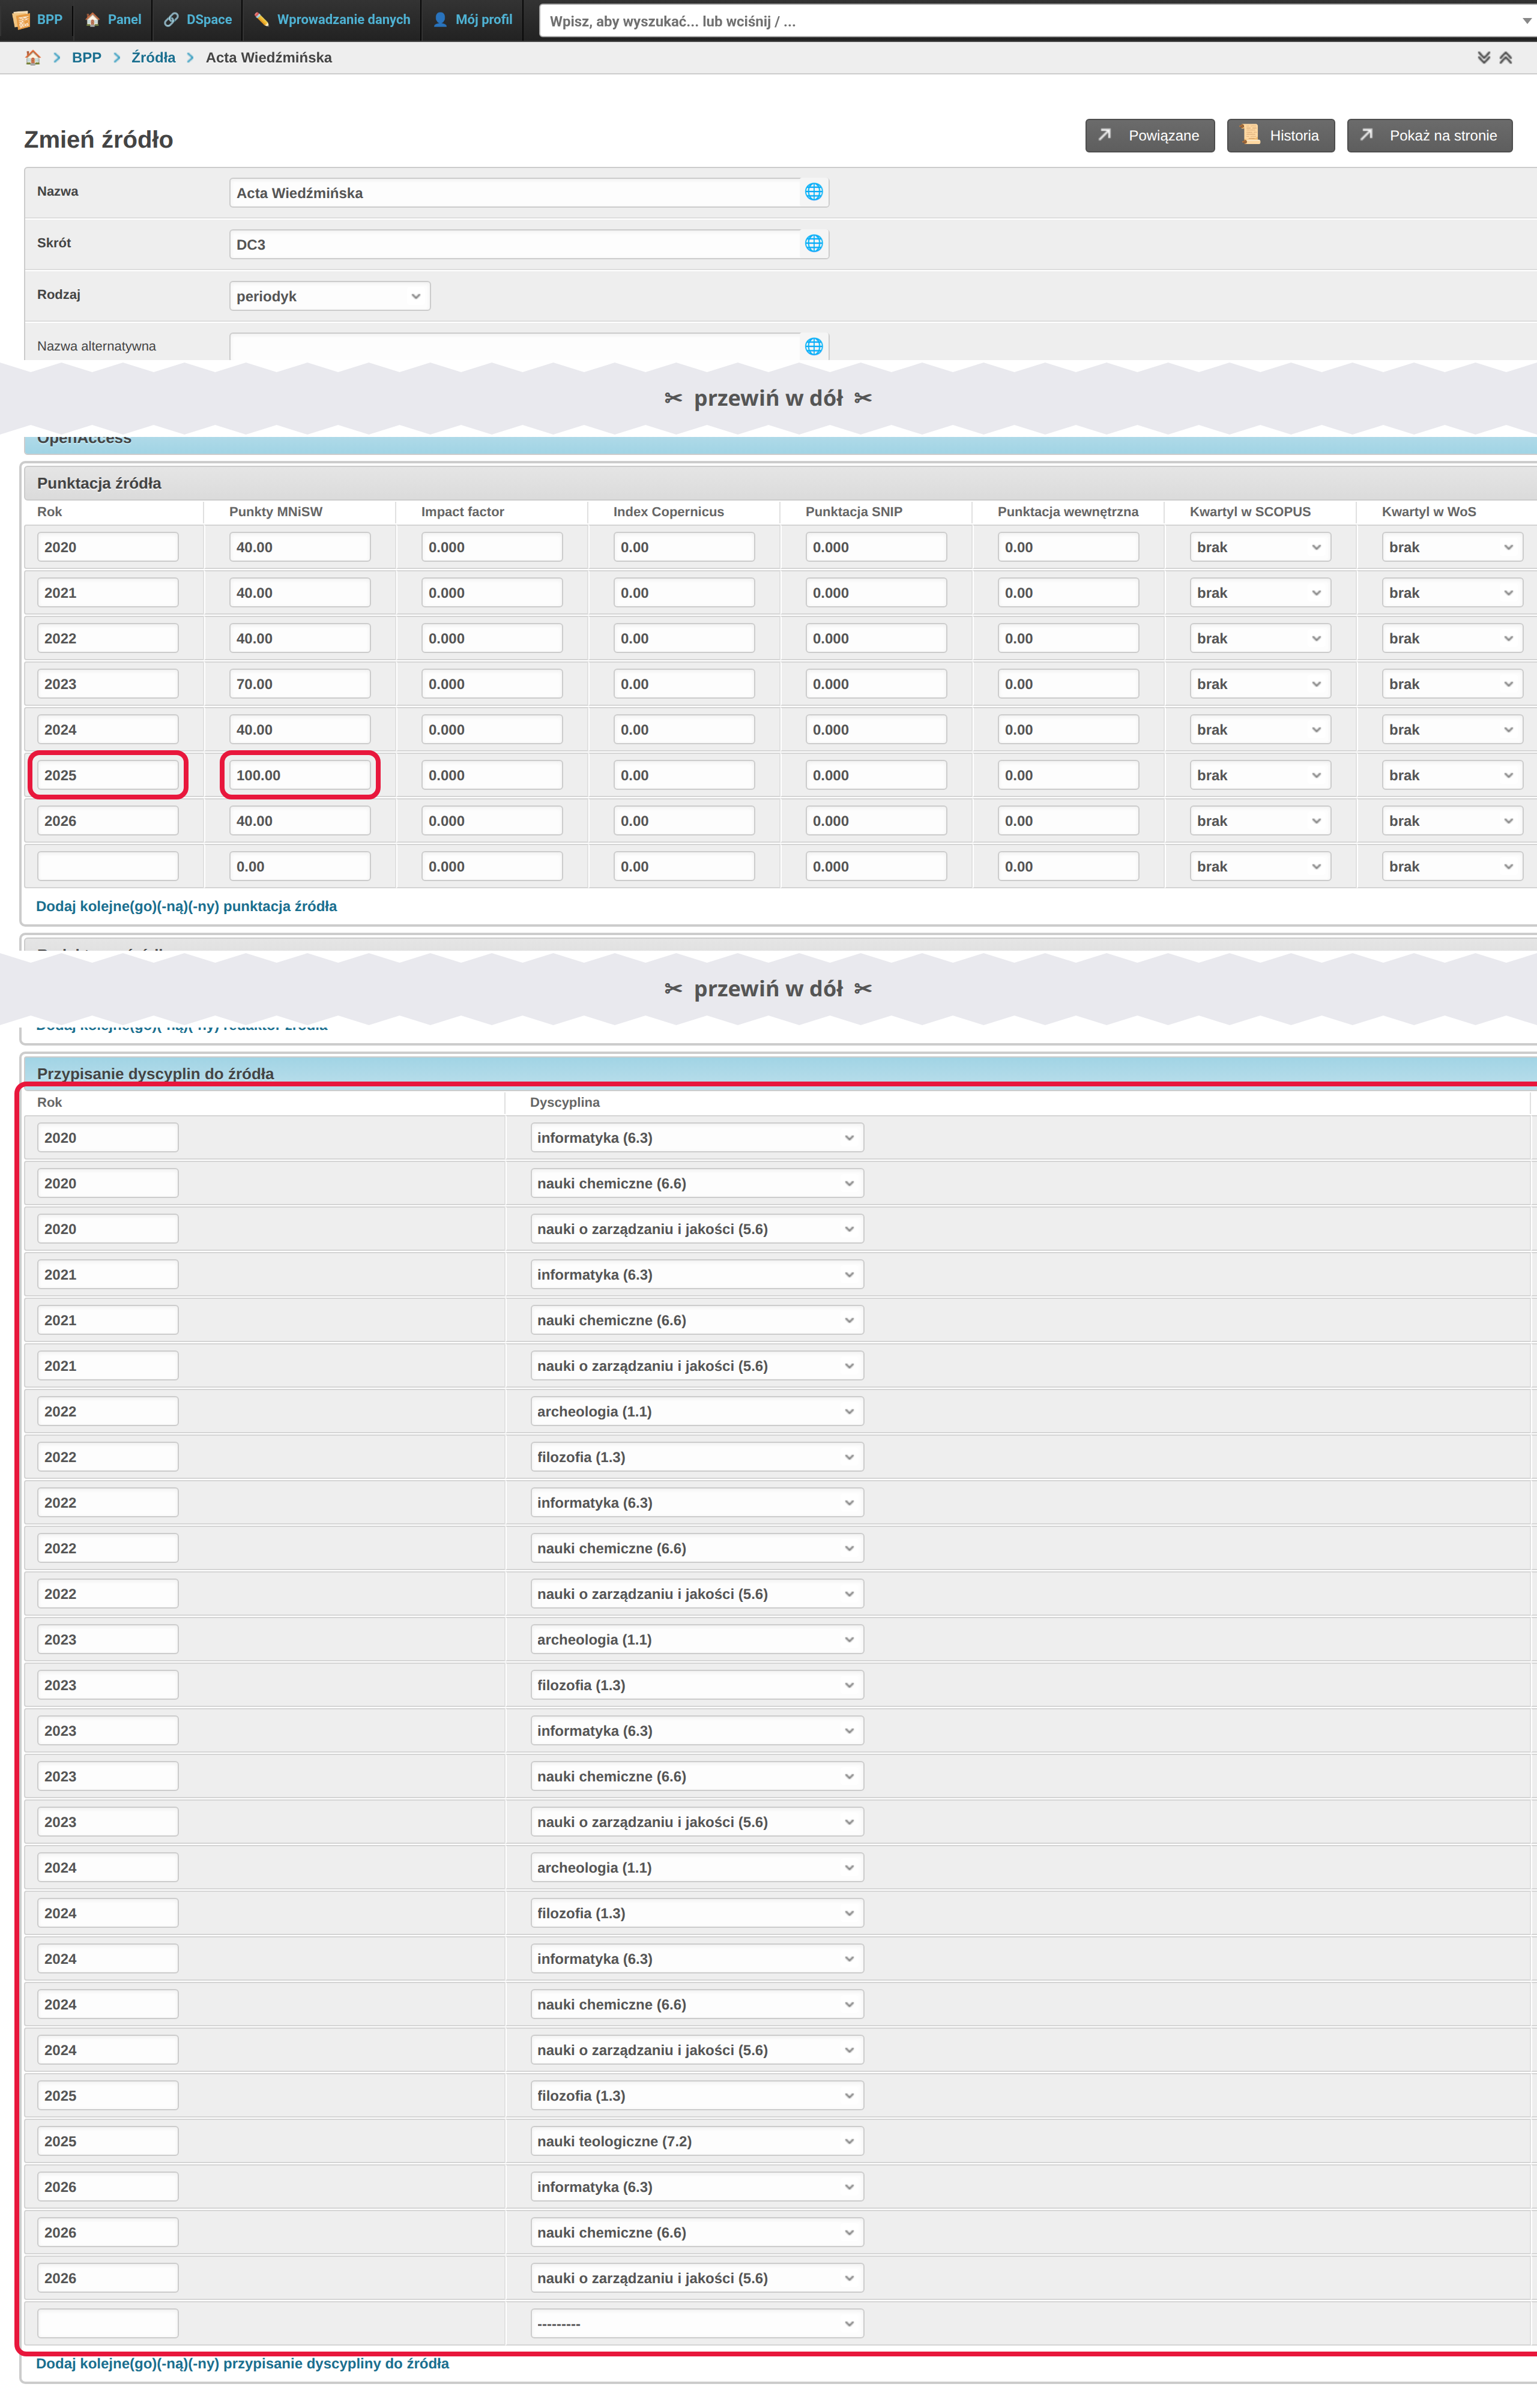 BPP Panel DSpace Wprowadzanie danych Mój profil Wpisz, aby wyszukać... lub wciśnij / ...
BPP Źródła Acta Wiedźmińska
Zmień źródło Powiązane Historia Pokaż na stronie
Nazwa Acta Wiedźmińska
Skrót DC3
Rodzaj periodyk
Nazwa alternatywna
✂ przewiń w dół ✂
OpenAccess
Punktacja źródła
Rok Punkty MNiSW Impact factor Index Copernicus Punktacja SNIP Punktacja wewnętrzna Kwartyl w SCOPUS Kwartyl w WoS
2020 40.00 0.000 0.00 0.000 0.00 brak brak
2021 40.00 0.000 0.00 0.000 0.00 brak brak
2022 40.00 0.000 0.00 0.000 0.00 brak brak
2023 70.00 0.000 0.00 0.000 0.00 brak brak
2024 40.00 0.000 0.00 0.000 0.00 brak brak
2025 100.00 0.000 0.00 0.000 0.00 brak brak
2026 40.00 0.000 0.00 0.000 0.00 brak brak
0.00 0.000 0.00 0.000 0.00 brak brak
Dodaj kolejne(go)(-ną)(-ny) punktacja źródła
✂ przewiń w dół ✂
Dodaj kolejne(go)(-ną)(-ny) redaktor źródła
Przypisanie dyscyplin do źródła
Rok Dyscyplina
2020 informatyka (6.3)
2020 nauki chemiczne (6.6)
2020 nauki o zarządzaniu i jakości (5.6)
2021 informatyka (6.3)
2021 nauki chemiczne (6.6)
2021 nauki o zarządzaniu i jakości (5.6)
2022 archeologia (1.1)
2022 filozofia (1.3)
2022 informatyka (6.3)
2022 nauki chemiczne (6.6)
2022 nauki o zarządzaniu i jakości (5.6)
2023 archeologia (1.1)
2023 filozofia (1.3)
2023 informatyka (6.3)
2023 nauki chemiczne (6.6)
2023 nauki o zarządzaniu i jakości (5.6)
2024 archeologia (1.1)
2024 filozofia (1.3)
2024 informatyka (6.3)
2024 nauki chemiczne (6.6)
2024 nauki o zarządzaniu i jakości (5.6)
2025 filozofia (1.3)
2025 nauki teologiczne (7.2)
2026 informatyka (6.3)
2026 nauki chemiczne (6.6)
2026 nauki o zarządzaniu i jakości (5.6)
---------
Dodaj kolejne(go)(-ną)(-ny) przypisanie dyscypliny do źródła